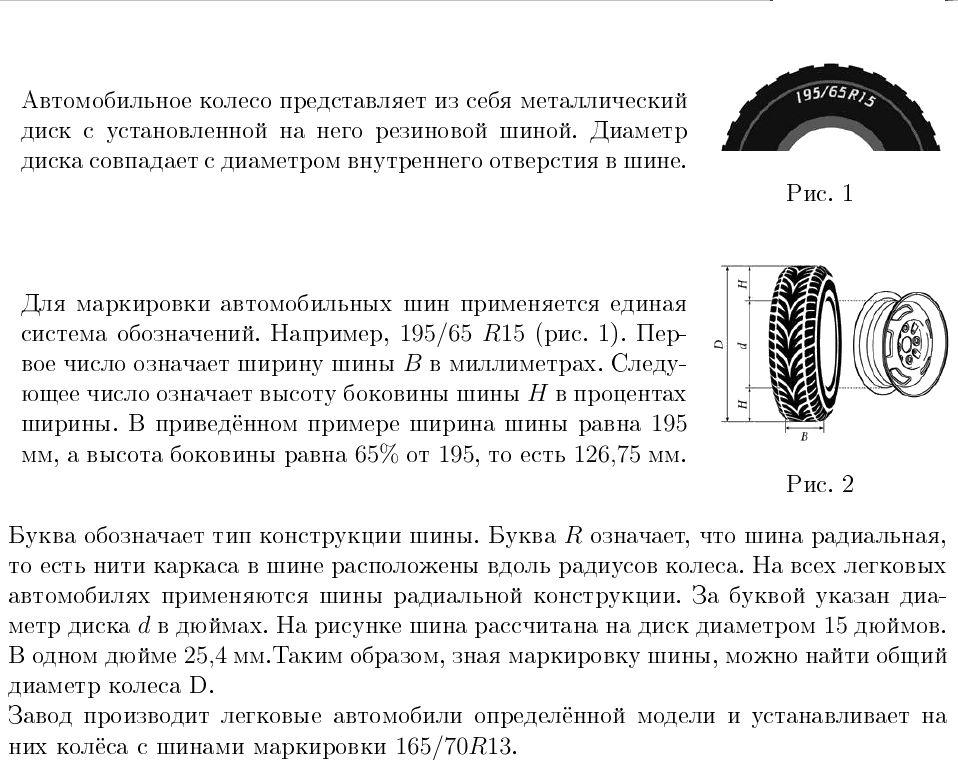 Автомобильное колесо представляет из себя металлический
диск с установленной на него резиновой шиной. Диаметр
диска совпадает с диаметром внутреннего отверстия в шине.
195/65R15
Рис. 1
Для маркировки автомобильных шин применяется единая
система обозначений. Например, 195/65 R15 (рис. 1). Пер-
вое число означает ширину шины B в миллиметрах. Следу-
ющее число означает высоту боковины шины H в процентах
ширины. В приведённом примере ширина шины равна 195
мм, а высота боковины равна 65% от 195, то есть 126,75 мм.
H
D
d
H
B
Рис. 2
Буква обозначает тип конструкции шины. Буква R означает, что шина радиальная,
то есть нити каркаса в шине расположены вдоль радиусов колеса. На всех легковых
автомобилях применяются шины радиальной конструкции. За буквой указан диа-
метр диска d в дюймах. На рисунке шина рассчитана на диск диаметром 15 дюймов.
В одном дюйме 25,4 мм.Таким образом, зная маркировку шины, можно найти общий
диаметр колеса D.
Завод производит легковые автомобили определённой модели и устанавливает на
них колёса с шинами маркировки 165/70R13.